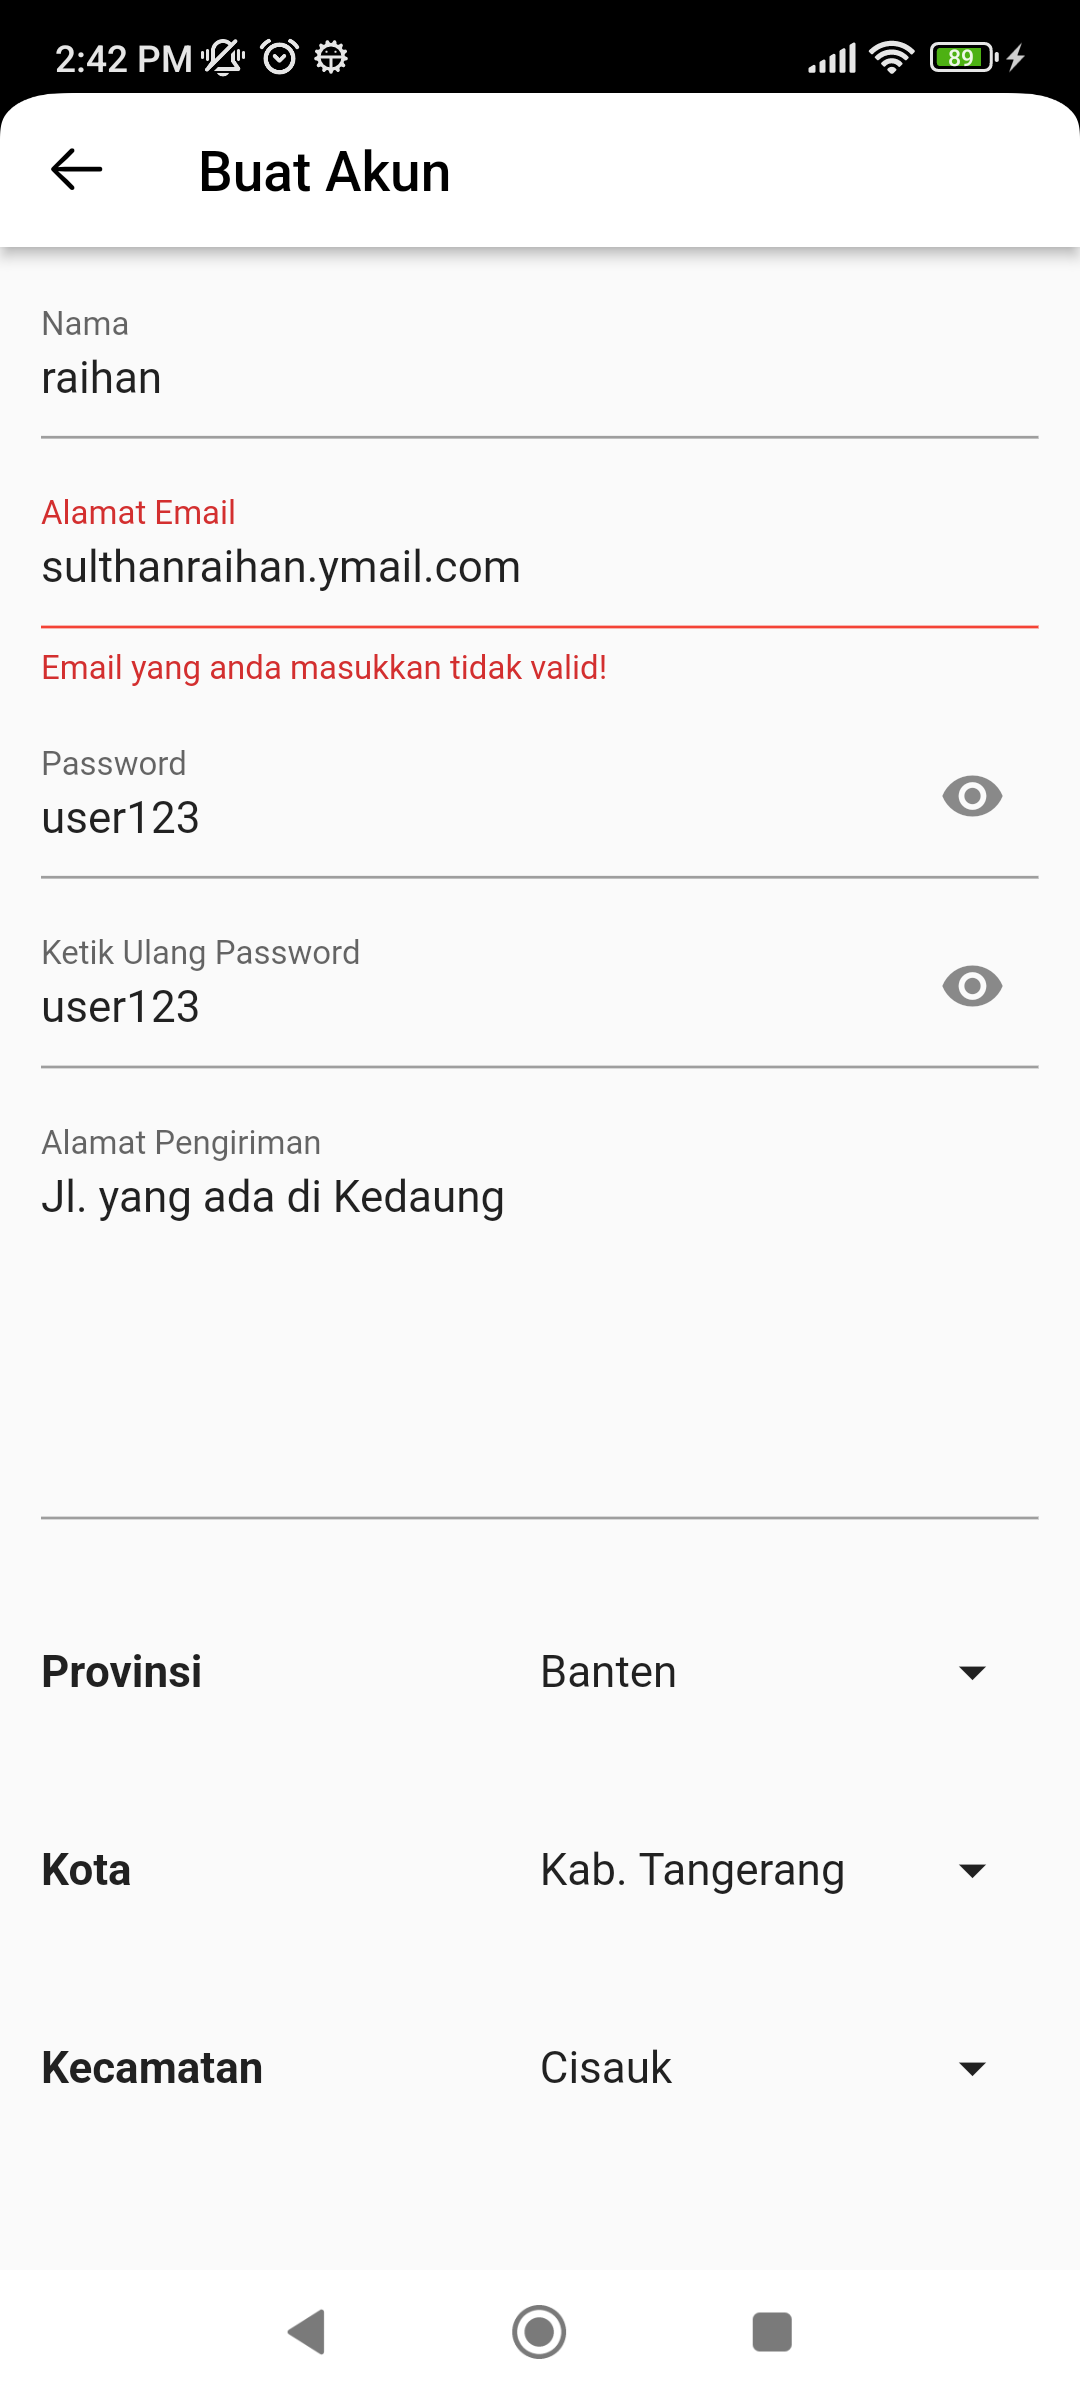 2:42 PM
89
Buat Akun
Nama
raihan
Alamat Email
sulthanraihan.ymail.com
Email yang anda masukkan tidak valid!
Password
user123
Ketik Ulang Password
user123
Alamat Pengiriman
Jl. yang ada di Kedaung
Provinsi Banten
Kota Kab. Tangerang
Kecamatan Cisauk